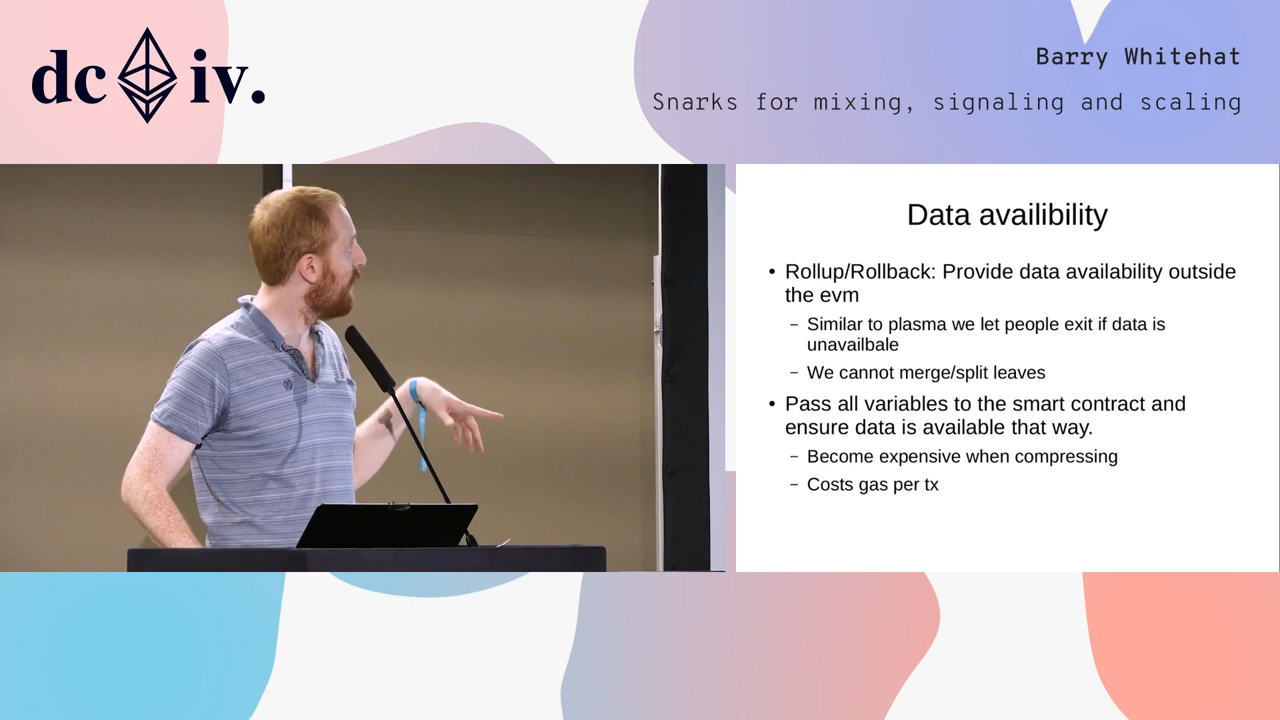 dc iv.
Barry Whitehat
Snarks for mixing, signaling and scaling
Data availibility
• Rollup/Rollback: Provide data availability outside
the evm
– Similar to plasma we let people exit if data is
unavailbale
– We cannot merge/split leaves
• Pass all variables to the smart contract and
ensure data is available that way.
– Become expensive when compressing
– Costs gas per tx